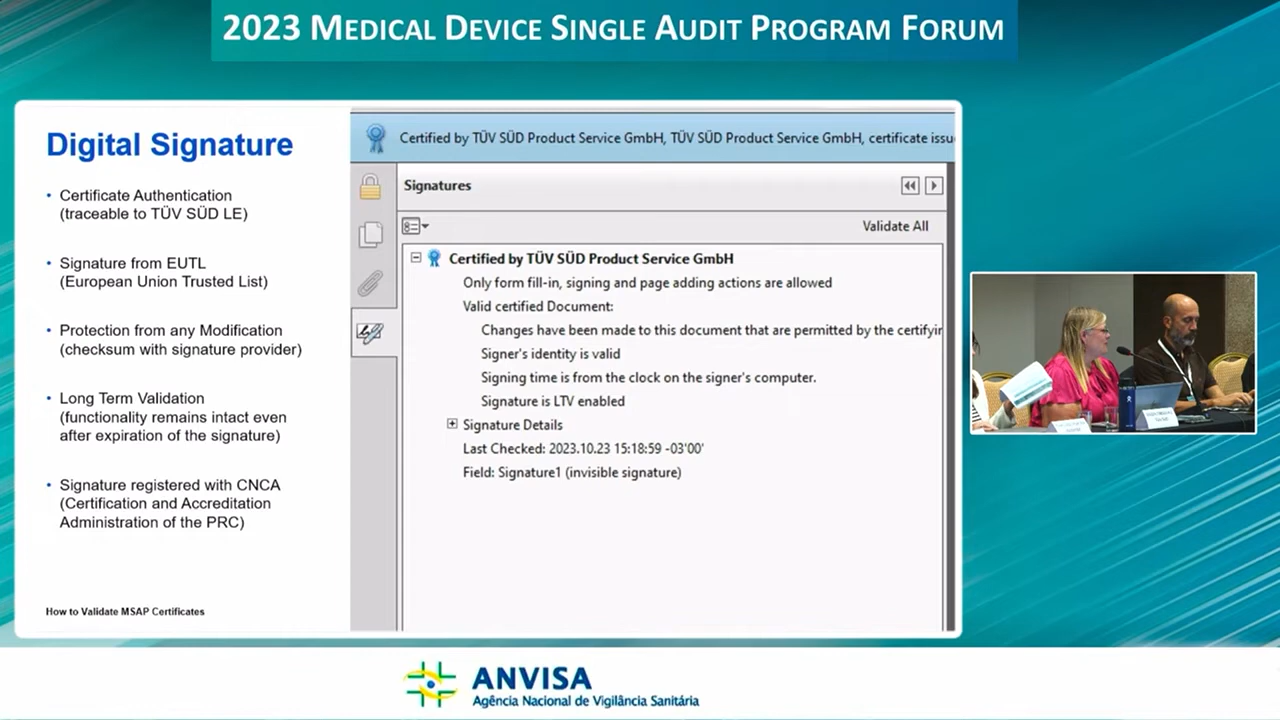 2023 MEDICAL DEVICE SINGLE AUDIT PROGRAM FORUM
Digital Signature
• Certificate Authentication
(traceable to TÜV SÜD LE)
• Signature from EUTL
(European Union Trusted List)
• Protection from any Modification
(checksum with signature provider)
• Long Term Validation
(functionality remains intact even
after expiration of the signature)
• Signature registered with CNCA
(Certification and Accreditation
Administration of the PRC)
How to Validate MSAP Certificates
Certified by TÜV SÜD Product Service GmbH, TÜV SÜD Product Service GmbH, certificate issu
Signatures
Validate All
Certified by TÜV SÜD Product Service GmbH
Only form fill-in, signing and page adding actions are allowed
Valid certified Document:
Changes have been made to this document that are permitted by the certifyin
Signer's identity is valid
Signing time is from the clock on the signer's computer.
Signature is LTV enabled
Signature Details
Last Checked: 2023.10.23 15:18:59 -03'00'
Field: Signature1 (invisible signature)
ANVISA
Agência Nacional de Vigilância Sanitária